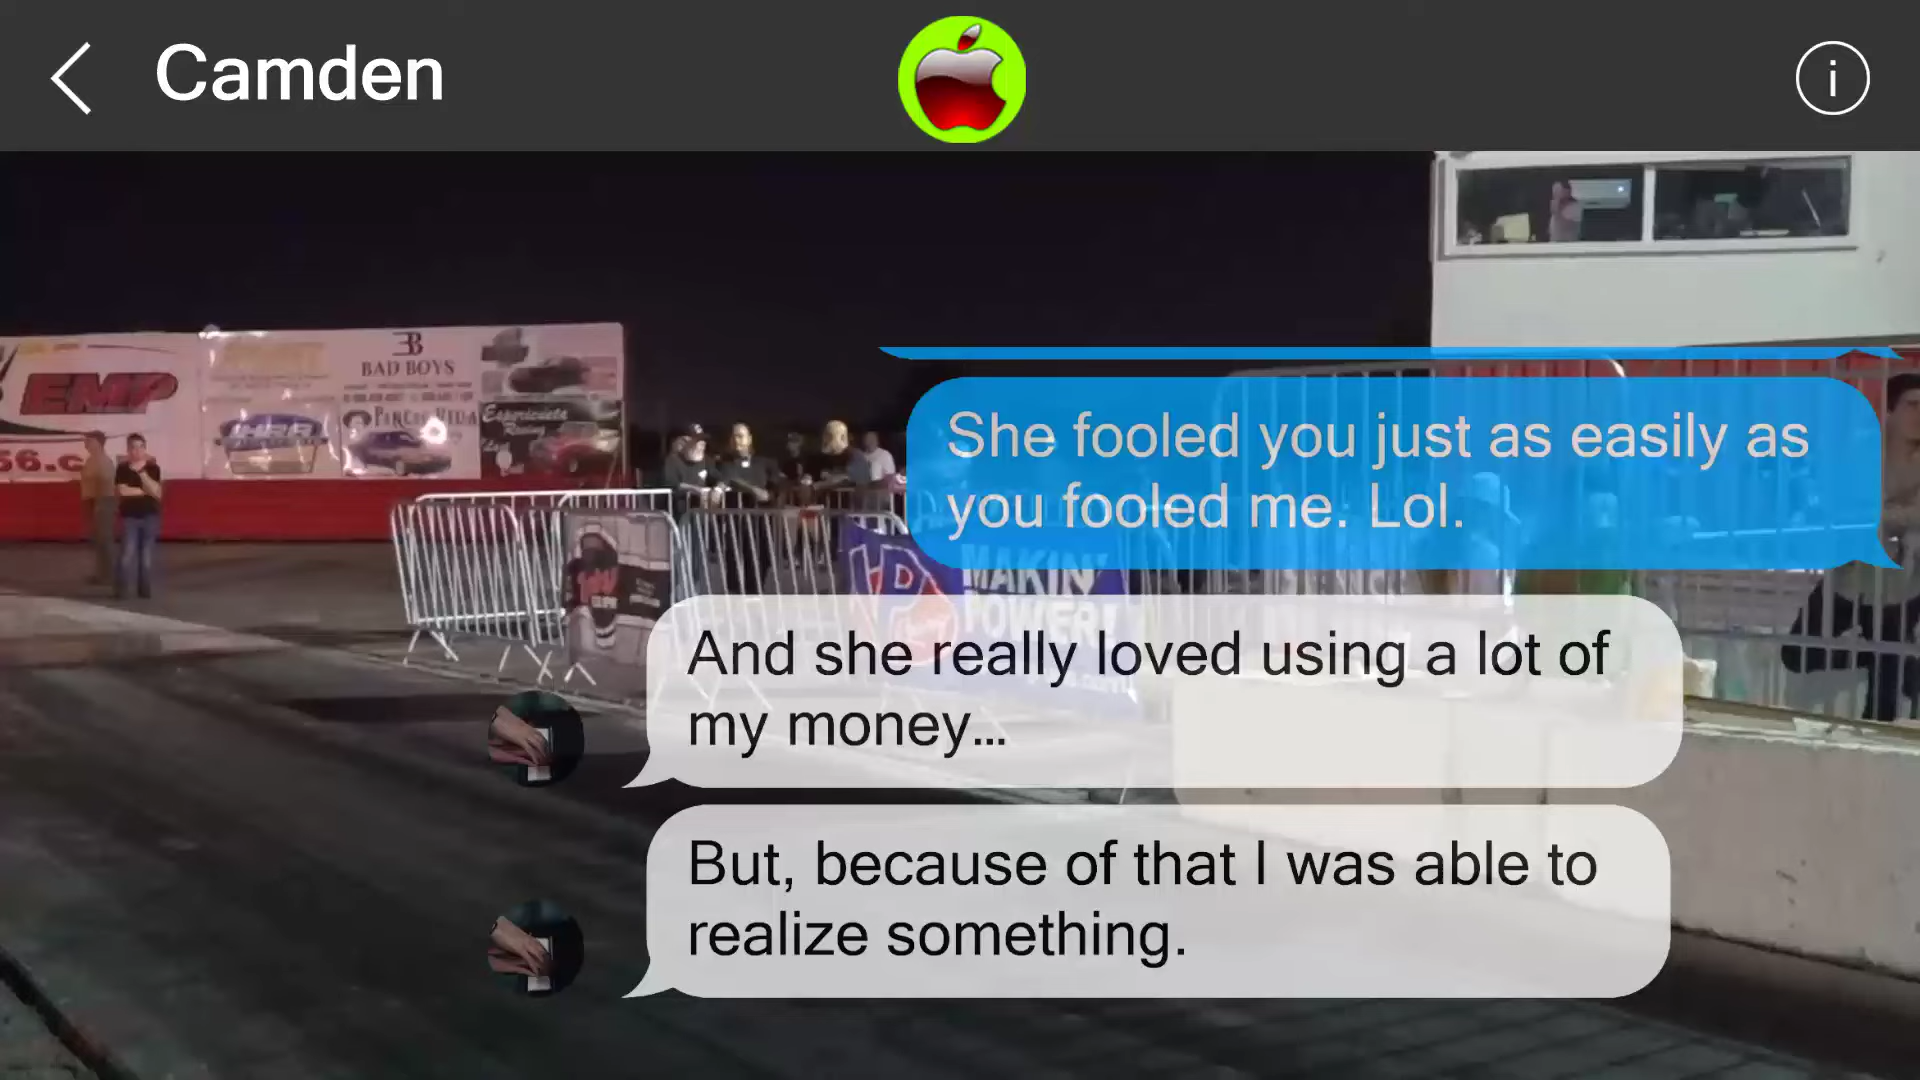 Camden
i
EMP
BAD BOYS
56.c
She fooled you just as easily as
you fooled me. Lol.
MAKIN'
POWER!
And she really loved using a lot of
my money...
But, because of that I was able to
realize something.